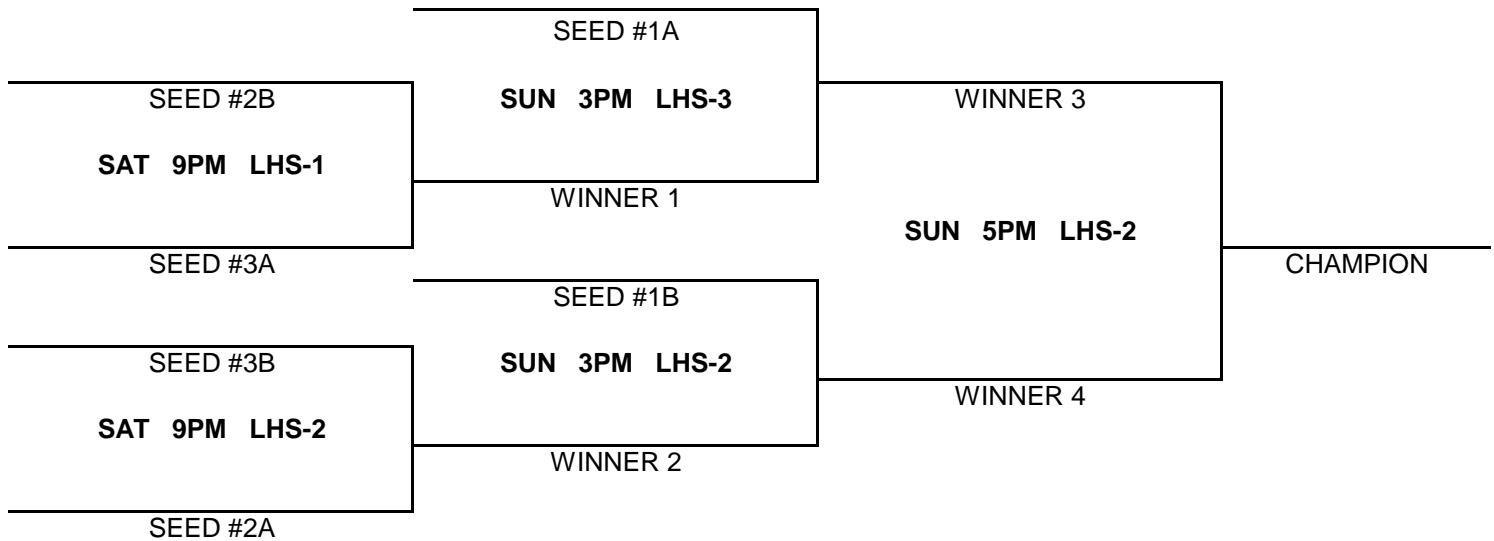 SEED #1A
SEED #2B
SUN 3PM LHS-3
WINNER 3
SAT 9PM LHS-1
WINNER 1
SUN 5PM LHS-2
SEED #3A
CHAMPION
SEED #1B
SEED #3B
SUN 3PM LHS-2
WINNER 4
SAT 9PM LHS-2
WINNER 2
SEED #2A